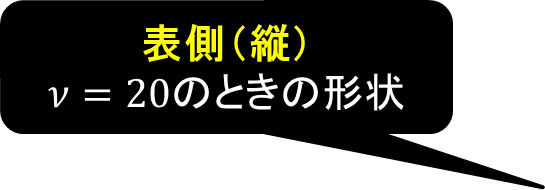 表側(縦)
ν = 20のときの形状